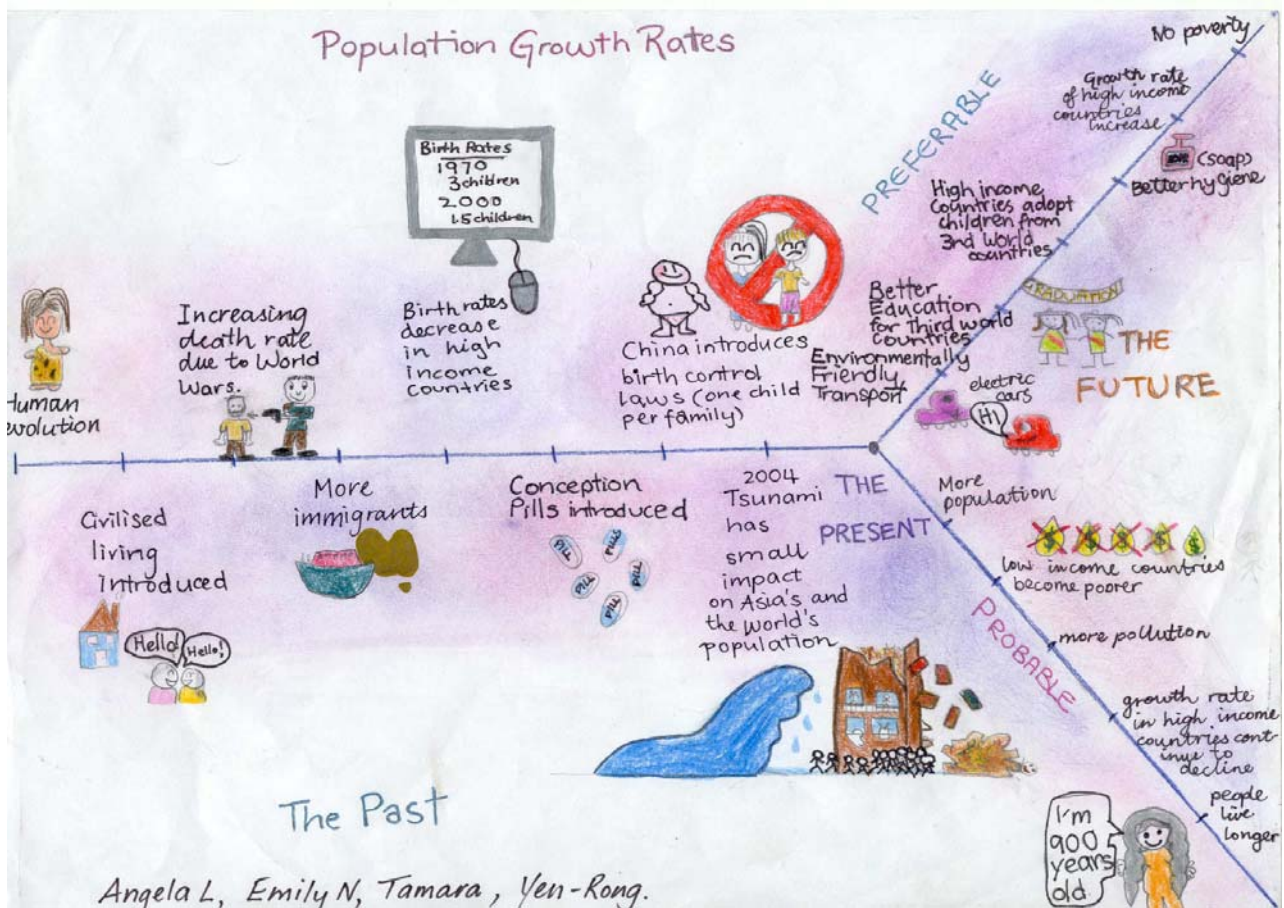 Population Growth Rates
Birth Rates
1970
3 children
2000
1.5 children
Human
evolution
Increasing
death rate
due to World
Wars.
Birth rates
decrease
in high
income
countries
China introduces
birth control
laws (one child
per family)
Civilised
living
introduced
Hello!
Hello!
More
immigrants
Conception
Pills introduced
PILL
PILL
PILL
PILL
PILL
2004
Tsunami
has
small
impact
on Asia's and
the world's
population
THE
PRESENT
The Past
PREFERABLE
Environmentally
Friendly
Transport
electric
cars
Hi
Better
Education
for Third world
countries
GRADUATION
High income
countries adopt
children from
3rd World
countries
(soap)
Better hygiene
Growth rate
of high income
countries
increase
No poverty
THE
FUTURE
PROBABLE
More
population
$
$
$
$
$
low income countries
become poorer
more pollution
growth rate
in high income
countries cont
inue to
decline
people
live
longer
I'm
900
years
old.
Angela L, Emily N, Tamara, Yen-Rong.